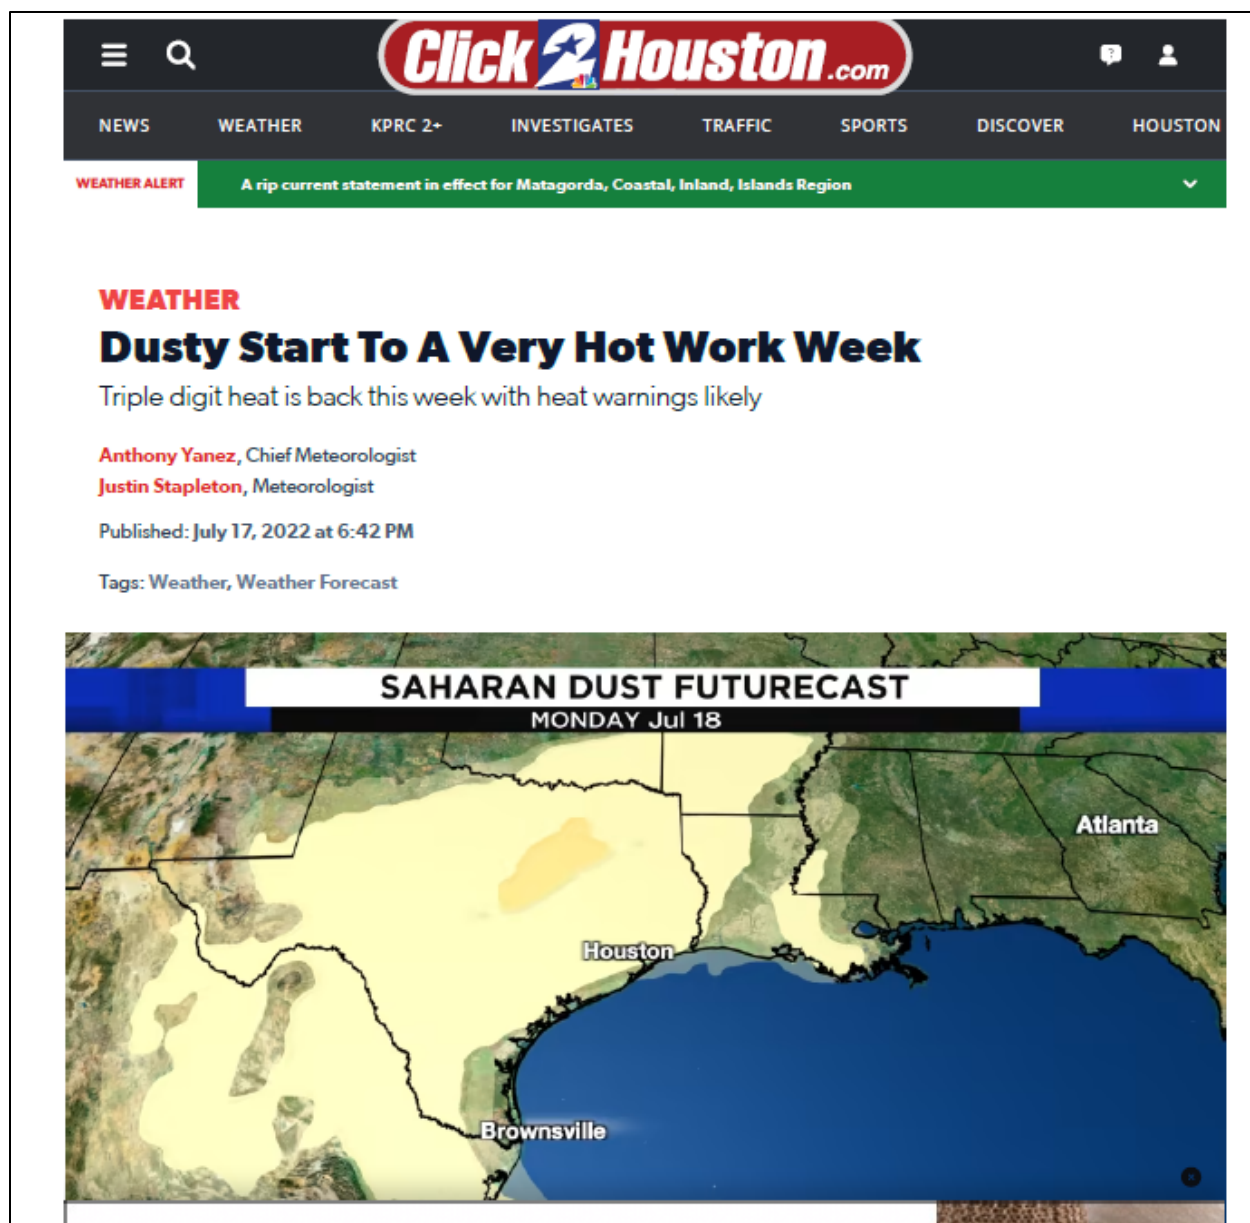 Click 2 Houston.com
NEWS WEATHER KPRC 2+ INVESTIGATES TRAFFIC SPORTS DISCOVER HOUSTON
WEATHER ALERT A rip current statement in effect for Matagorda, Coastal, Inland, Islands Region
WEATHER
Dusty Start To A Very Hot Work Week
Triple digit heat is back this week with heat warnings likely
Anthony Yanez, Chief Meteorologist
Justin Stapleton, Meteorologist
Published: July 17, 2022 at 6:42 PM
Tags: Weather, Weather Forecast
SAHARAN DUST FUTURECAST
MONDAY Jul 18
Atlanta
Houston
Brownsville